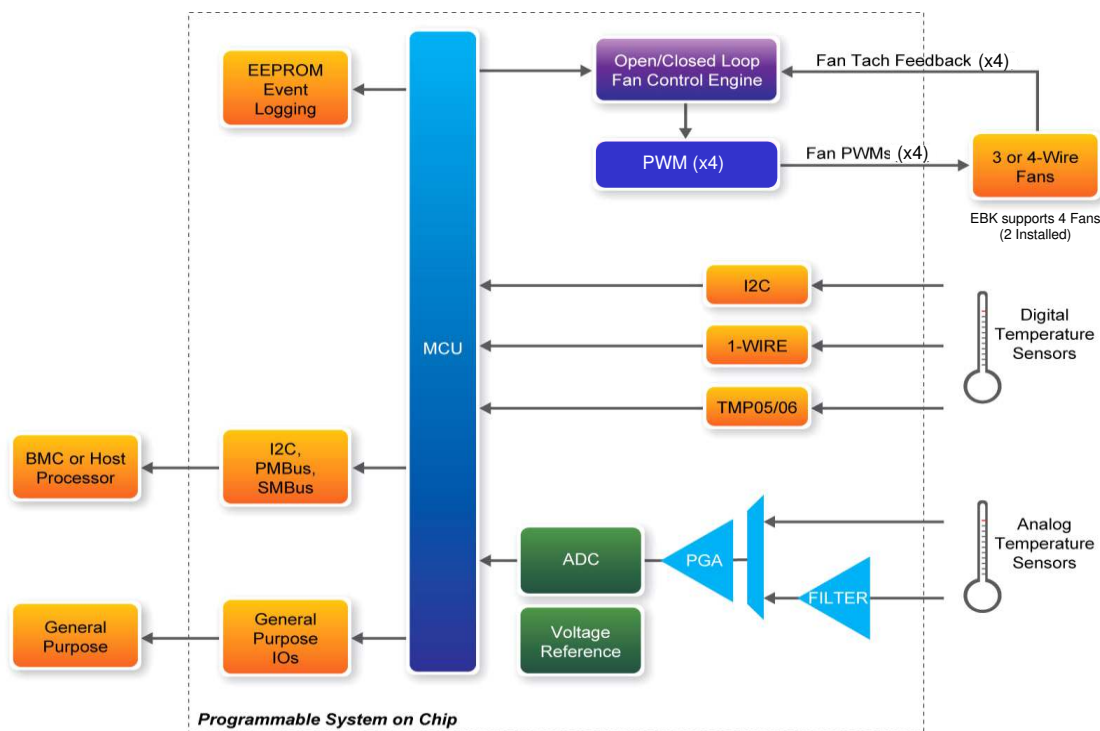 EEPROM
Event
Logging
Open/Closed Loop
Fan Control Engine
Fan Tach Feedback (x4)
PWM (x4)
Fan PWMs (x4)
3 or 4-Wire
Fans
EBK supports 4 Fans
(2 Installed)
MCU
I2C
1-WIRE
TMP05/06
Digital
Temperature
Sensors
BMC or Host
Processor
I2C,
PMBus,
SMBus
ADC
PGA
FILTER
Analog
Temperature
Sensors
General
Purpose
General
Purpose
IOs
Voltage
Reference
Programmable System on Chip